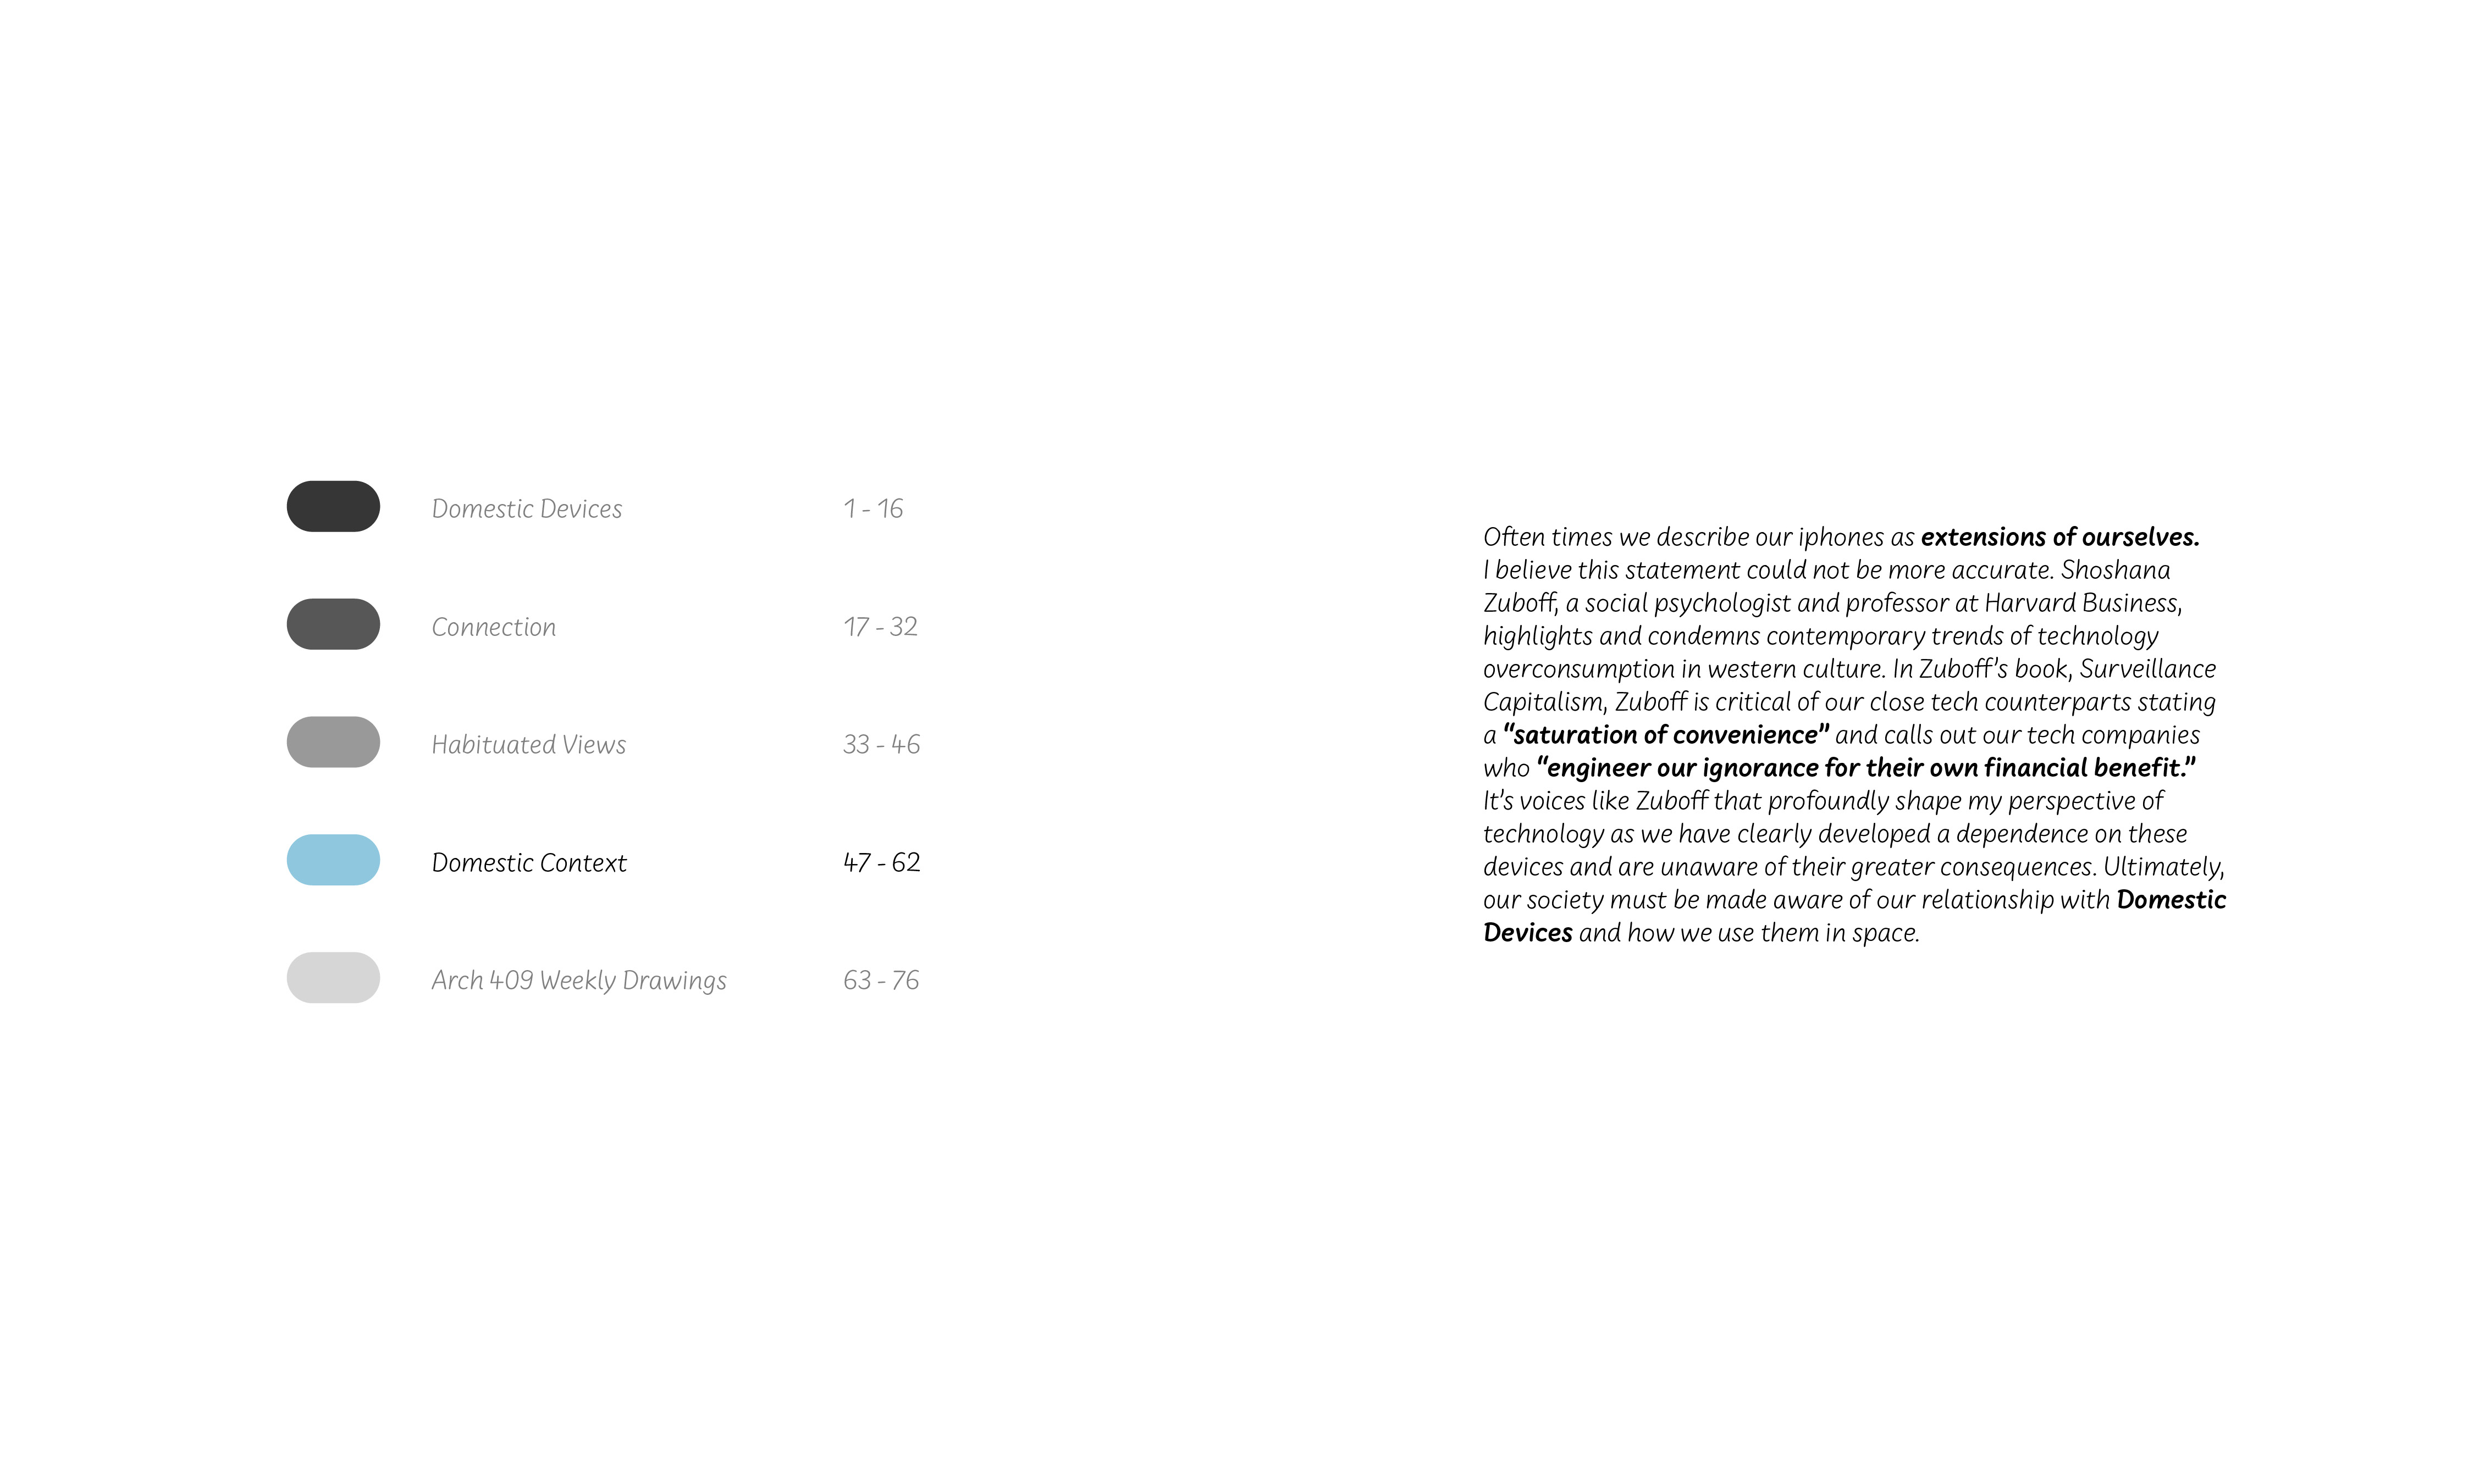 Domestic Devices 1 - 16
Connection 17 - 32
Habituated Views 33 - 46
Domestic Context 47 - 62
Arch 409 Weekly Drawings 63 - 76
Often times we describe our iphones as extensions of ourselves.
I believe this statement could not be more accurate. Shoshana
Zuboff, a social psychologist and professor at Harvard Business,
highlights and condemns contemporary trends of technology
overconsumption in western culture. In Zuboff’s book, Surveillance
Capitalism, Zuboff is critical of our close tech counterparts stating
a “saturation of convenience” and calls out our tech companies
who “engineer our ignorance for their own financial benefit.”
It’s voices like Zuboff that profoundly shape my perspective of
technology as we have clearly developed a dependence on these
devices and are unaware of their greater consequences. Ultimately,
our society must be made aware of our relationship with Domestic
Devices and how we use them in space.